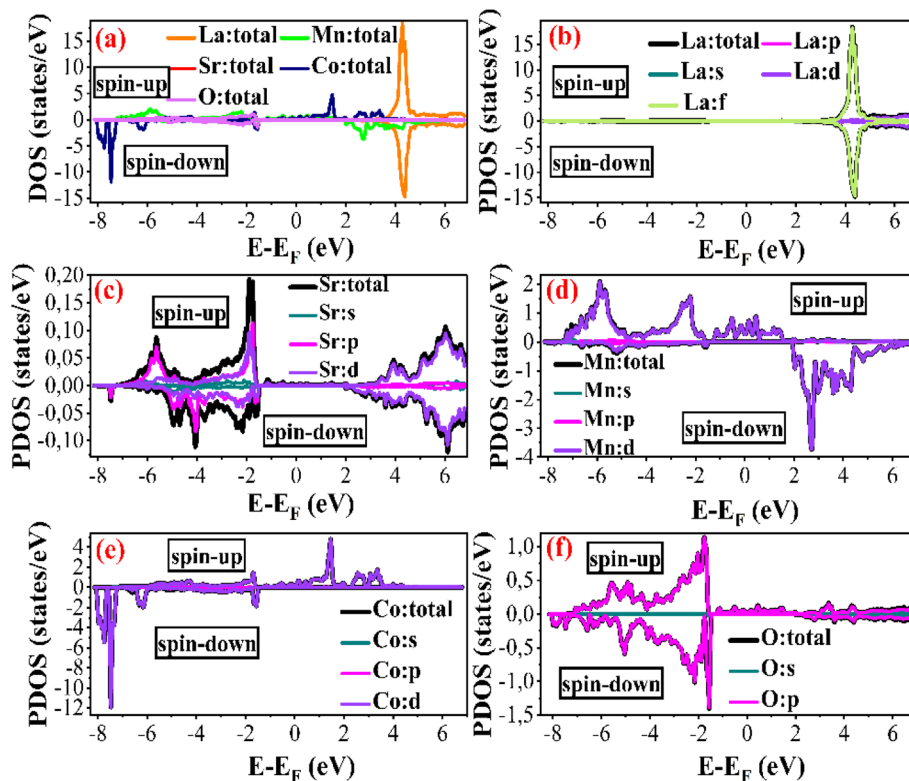 (a)
La:total Mn:total
Sr:total Co:total
O:total
spin-up
spin-down
DOS (states/eV)
15
10
5
0
-5
-10
-15
-8 -6 -4 -2 0 2 4 6
E-E_F (eV)
(b)
La:total La:p
La:s La:d
La:f
spin-up
spin-down
PDOS (states/eV)
15
10
5
0
-5
-10
-15
-8 -6 -4 -2 0 2 4 6
E-E_F (eV)
(c)
spin-up
Sr:total
Sr:s
Sr:p
Sr:d
spin-down
PDOS (states/eV)
0,20
0,15
0,10
0,05
0,00
-0,05
-0,10
-8 -6 -4 -2 0 2 4 6
E-E_F (eV)
(d)
spin-up
Mn:total
Mn:s
Mn:p
Mn:d
spin-down
PDOS (states/eV)
2
1
0
-1
-2
-3
-4
-8 -6 -4 -2 0 2 4 6
E-E_F (eV)
(e)
spin-up
spin-down
Co:total
Co:s
Co:p
Co:d
PDOS (states/eV)
4
2
0
-2
-4
-6
-8
-10
-12
-8 -6 -4 -2 0 2 4 6
E-E_F (eV)
(f)
spin-up
spin-down
O:total
O:s
O:p
PDOS (states/eV)
1,0
0,5
0,0
-0,5
-1,0
-1,5
-8 -6 -4 -2 0 2 4 6
E-E_F (eV)